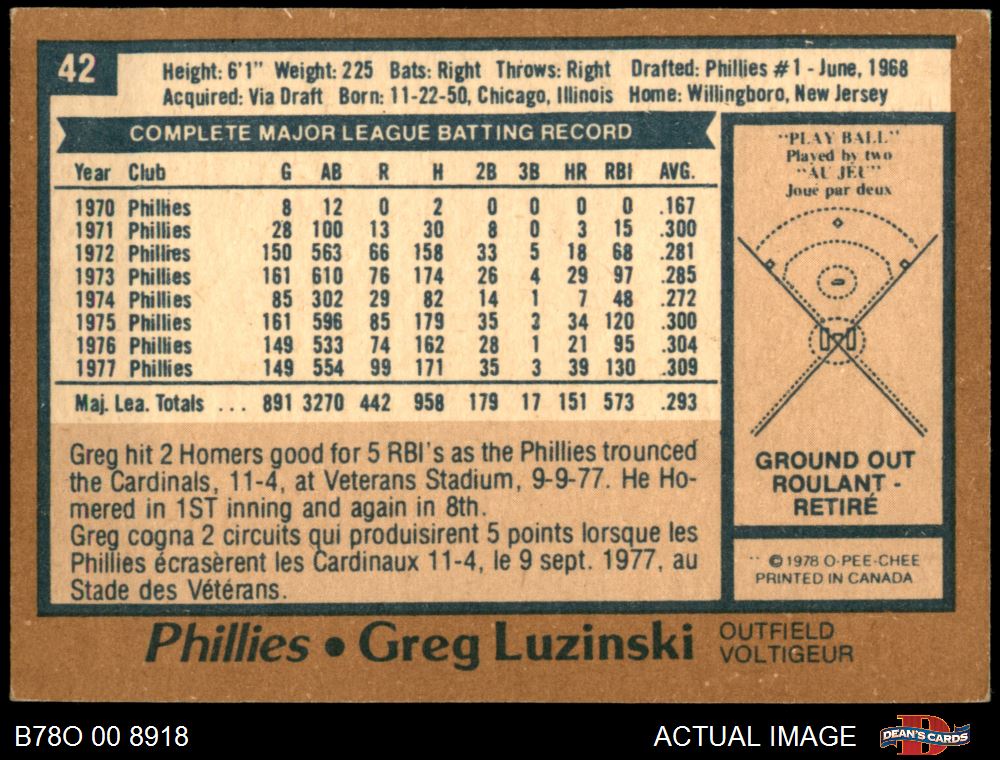 42
Height: 6'1" Weight: 225 Bats: Right Throws: Right Drafted: Phillies #1 - June, 1968
Acquired: Via Draft Born: 11-22-50, Chicago, Illinois Home: Willingboro, New Jersey
COMPLETE MAJOR LEAGUE BATTING RECORD
Year Club G AB R H 2B 3B HR RBI AVG.
1970 Phillies 8 12 0 2 0 0 0 0 .167
1971 Phillies 28 100 13 30 8 0 3 15 .300
1972 Phillies 150 563 66 158 33 5 18 68 .281
1973 Phillies 161 610 76 174 26 4 29 97 .285
1974 Phillies 85 302 29 82 14 1 7 48 .272
1975 Phillies 161 596 85 179 35 3 34 120 .300
1976 Phillies 149 533 74 162 28 1 21 95 .304
1977 Phillies 149 554 99 171 35 3 39 130 .309
Maj. Lea. Totals ... 891 3270 442 958 179 17 151 573 .293
Greg hit 2 Homers good for 5 RBI's as the Phillies trounced
the Cardinals, 11-4, at Veterans Stadium, 9-9-77. He Ho-
mered in 1ST inning and again in 8th.
Greg cogna 2 circuits qui produisirent 5 points lorsque les
Phillies écrasèrent les Cardinaux 11-4, le 9 sept. 1977, au
Stade des Vétérans.
"PLAY BALL"
Played by two
"AU JEU"
Joué par deux
GROUND OUT
ROULANT -
RETIRÉ
©1978 O-PEE-CHEE
PRINTED IN CANADA
Phillies • Greg Luzinski
OUTFIELD
VOLTIGEUR
B78O 00 8918
ACTUAL IMAGE
D
DEAN'S CARDS